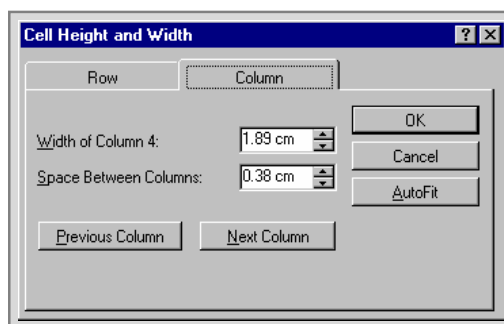 Cell Height and Width
Row Column
Width of Column 4: 1.89 cm
Space Between Columns: 0.38 cm
OK
Cancel
AutoFit
Previous Column Next Column